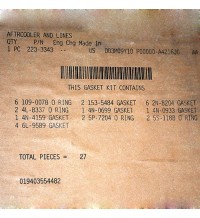 AFTRCOOLER AND LINES
QTY P/N Eng Chg Made In
1 PC 223-3343 -- US
THIS GASKET KIT CONTAINS
6 109-0078 O RING 2 153-5484 GASKET 2 2N-8204 GASKET
2 4L-8337 O RING 1 4N-0699 GASKET 1 4N-0933 GASKET
1 4N-4159 GASKET 2 5P-7204 O RING 6 5S-1188 O RING
4 6L-9689 GASKET
TOTAL PIECES = 27
019403554482